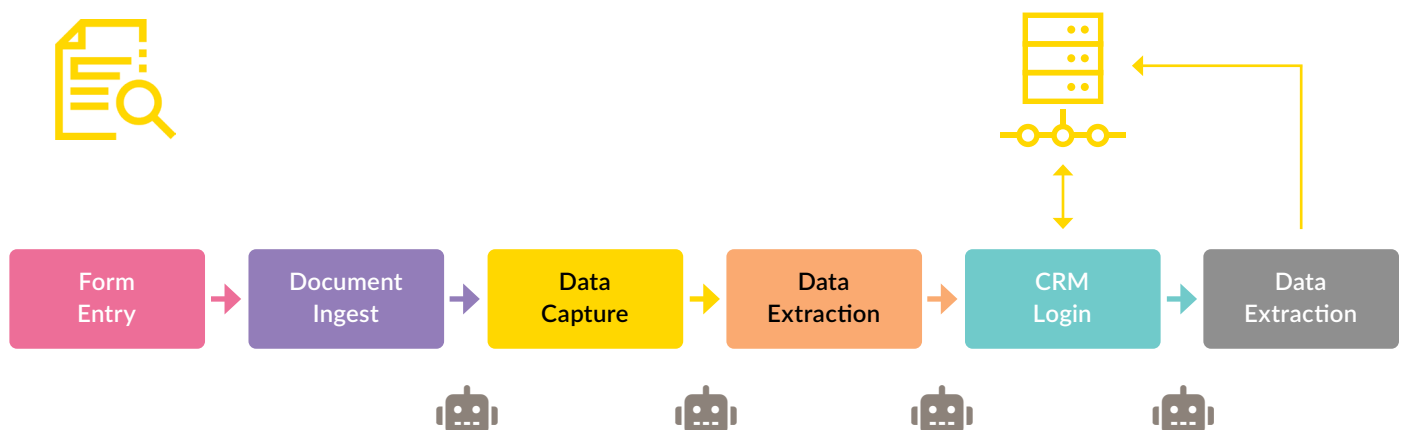 Form
Entry
Document
Ingest
Data
Capture
Data
Extraction
CRM
Login
Data
Extraction